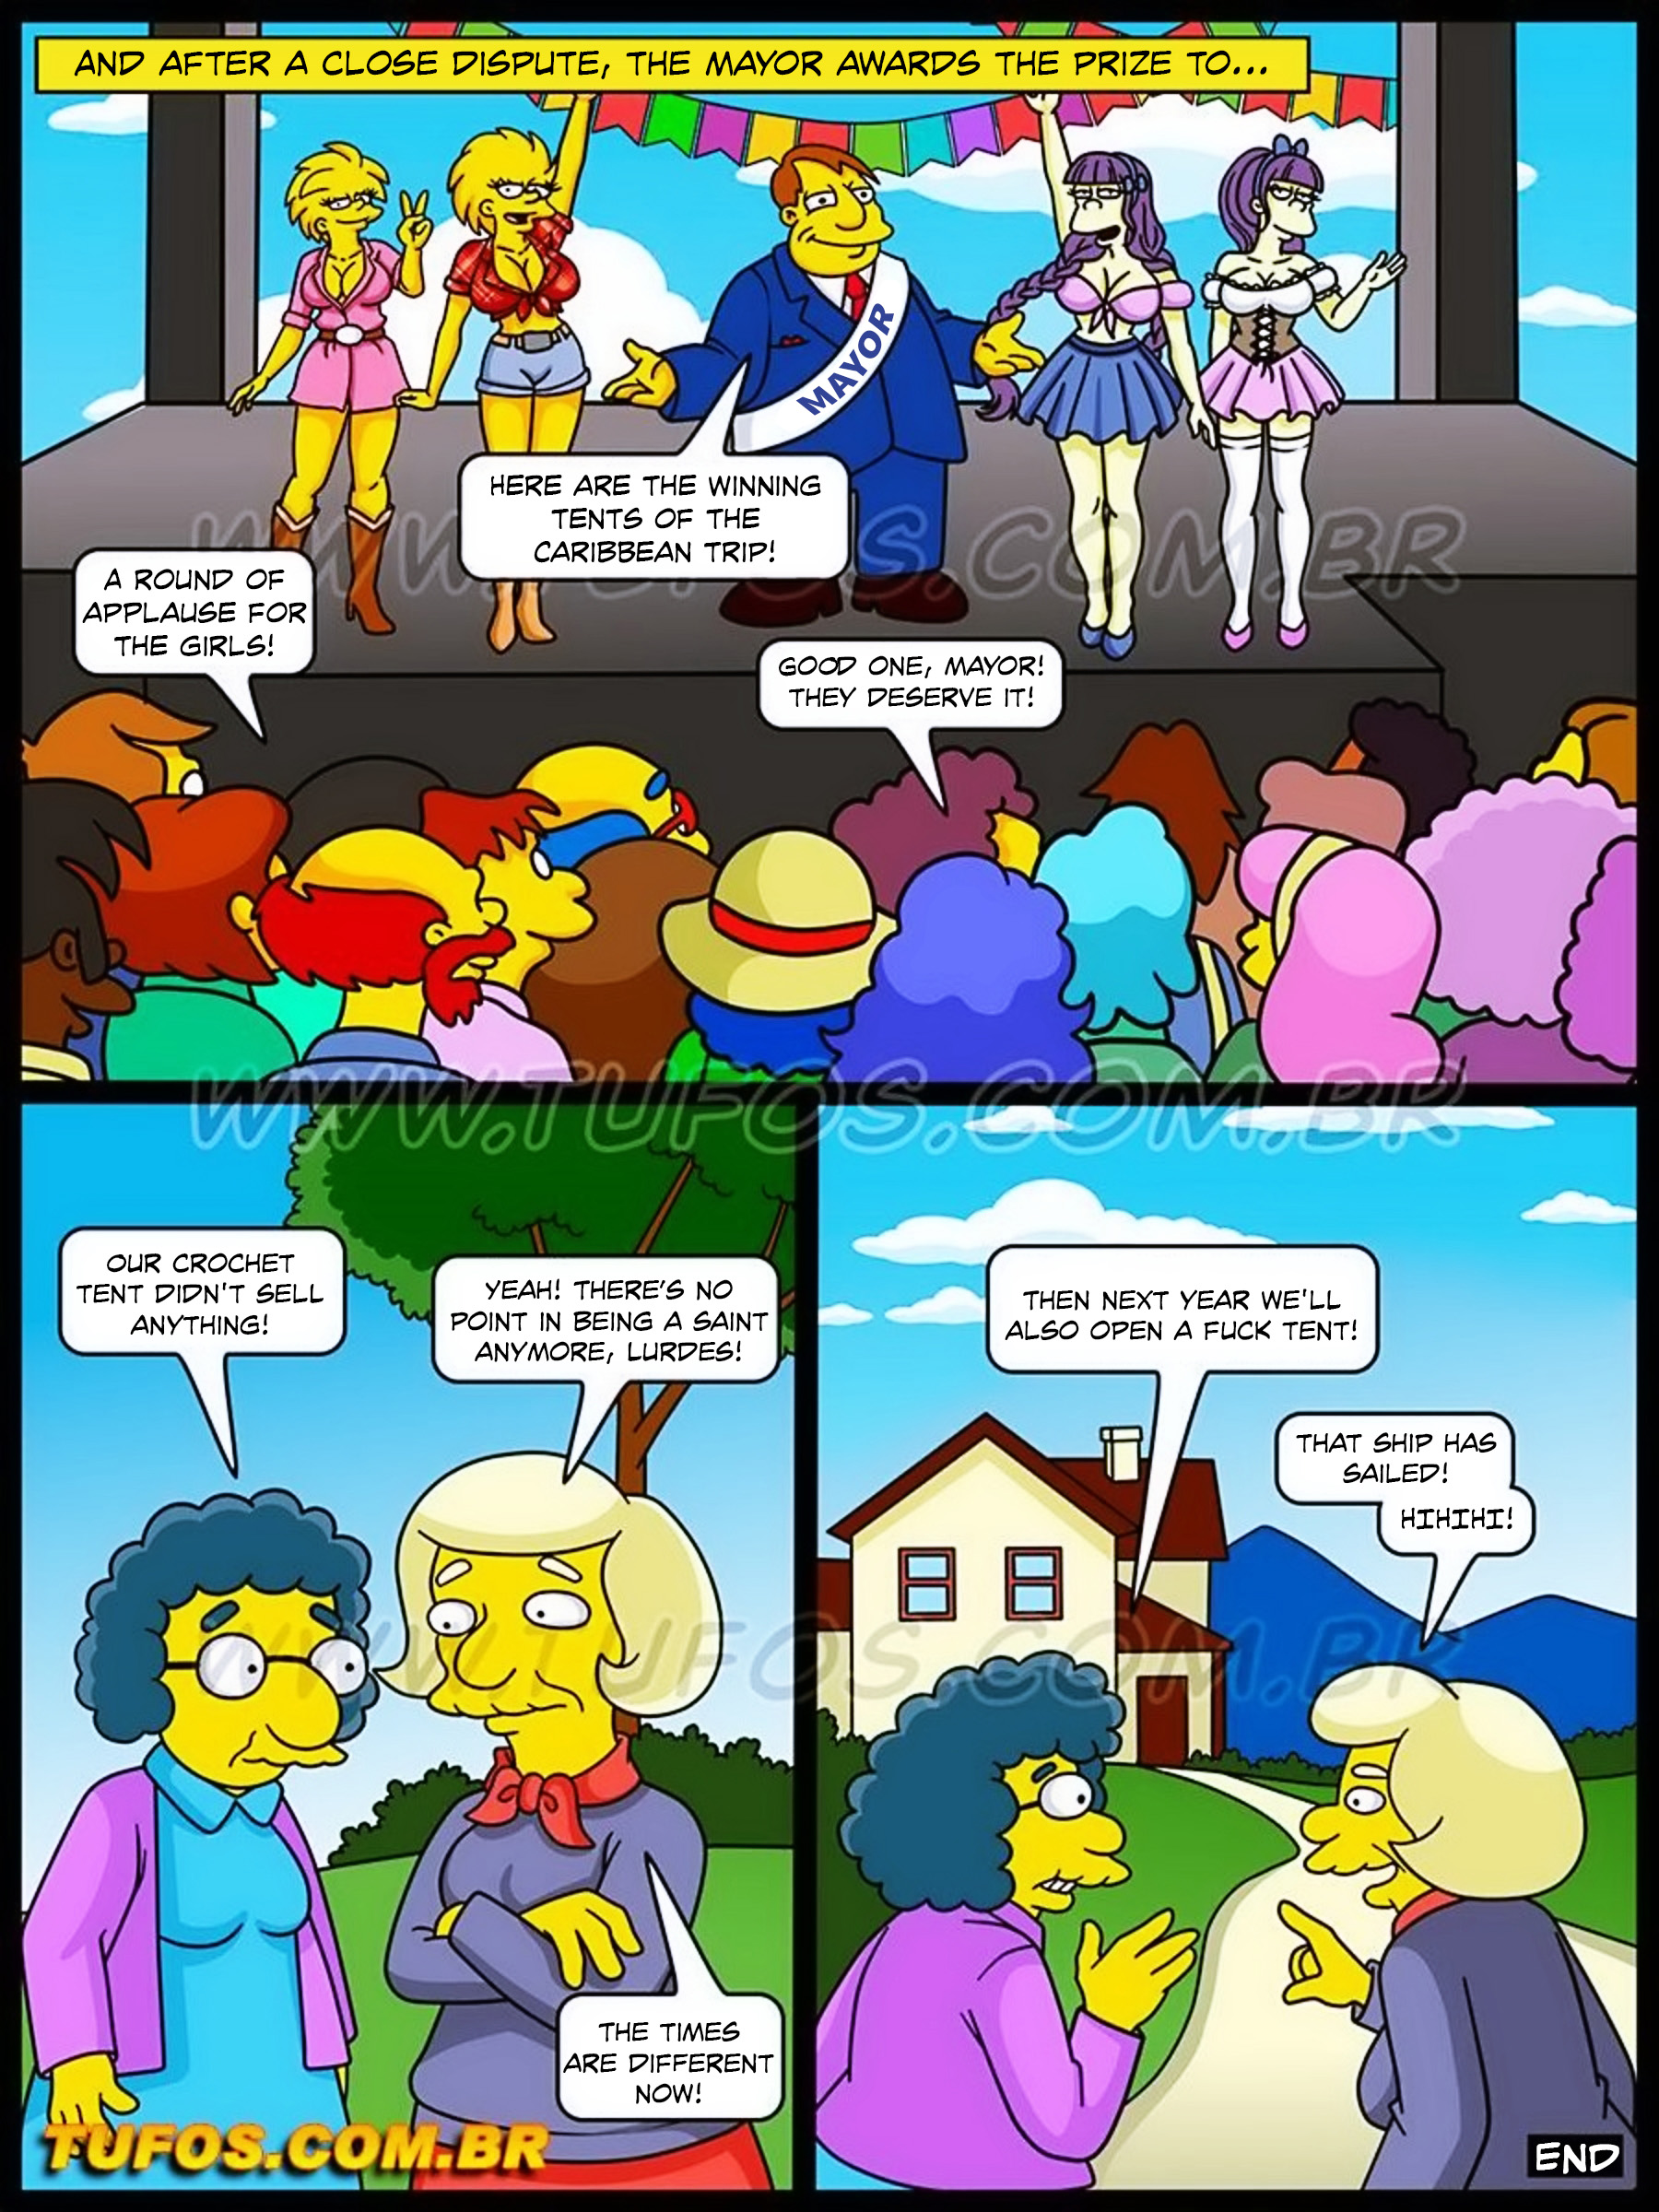 AND AFTER A CLOSE DISPUTE, THE MAYOR AWARDS THE PRIZE TO...
MAYOR
HERE ARE THE WINNING
TENTS OF THE
CARIBBEAN TRIP!
WWW.TUFOS.COM.BR
A ROUND OF
APPLAUSE FOR
THE GIRLS!
GOOD ONE, MAYOR!
THEY DESERVE IT!
WWW.TUFOS.COM.BR
OUR CROCHET
TENT DIDN'T SELL
ANYTHING!
YEAH! THERE'S NO
POINT IN BEING A SAINT
ANYMORE, LURDES!
THE TIMES
ARE DIFFERENT
NOW!
THEN NEXT YEAR WE'LL
ALSO OPEN A FUCK TENT!
THAT SHIP HAS
SAILED!
HIHIHI!
WWW.TUFOS.COM.BR
TUFOS.COM.BR
END